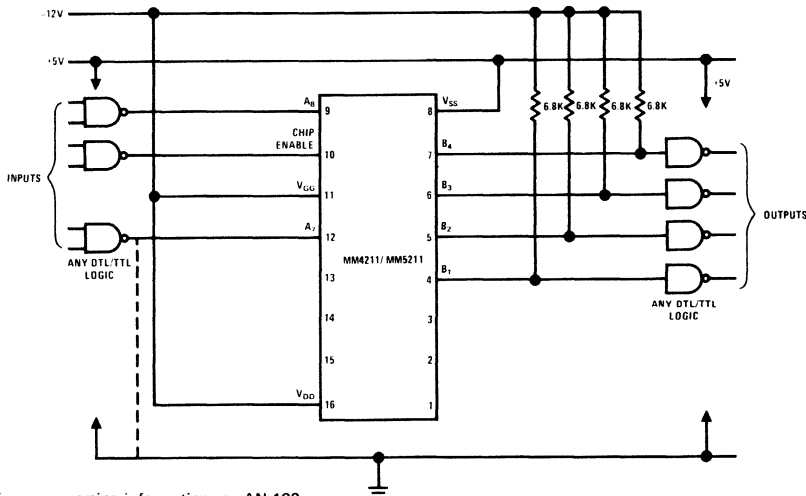 -12V
+5V
+5V
6.8K 6.8K 6.8K 6.8K
A8 9
VSS 8
CHIP ENABLE 10
B4 7
INPUTS
VGG 11
B3 6
OUTPUTS
A7 12
B2 5
MM4211/MM5211
ANY DTL/TTL
LOGIC
13
B1 4
ANY DTL/TTL
LOGIC
14
3
15
2
VDD 16
1